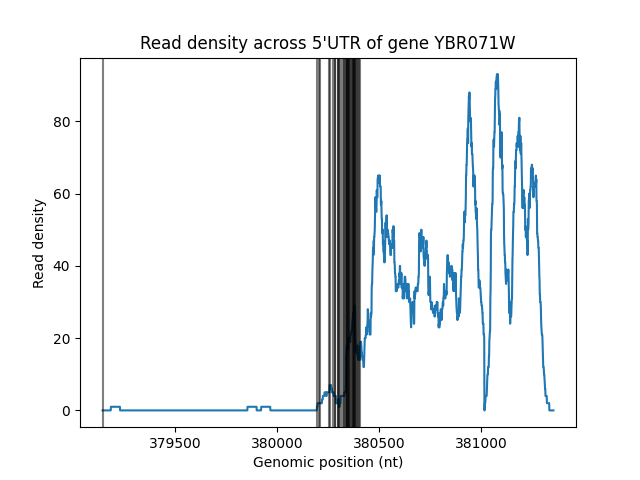 Read density across 5'UTR of gene YBR071W
80
60
40
20
0
Read density
379500 380000 380500 381000
Genomic position (nt)